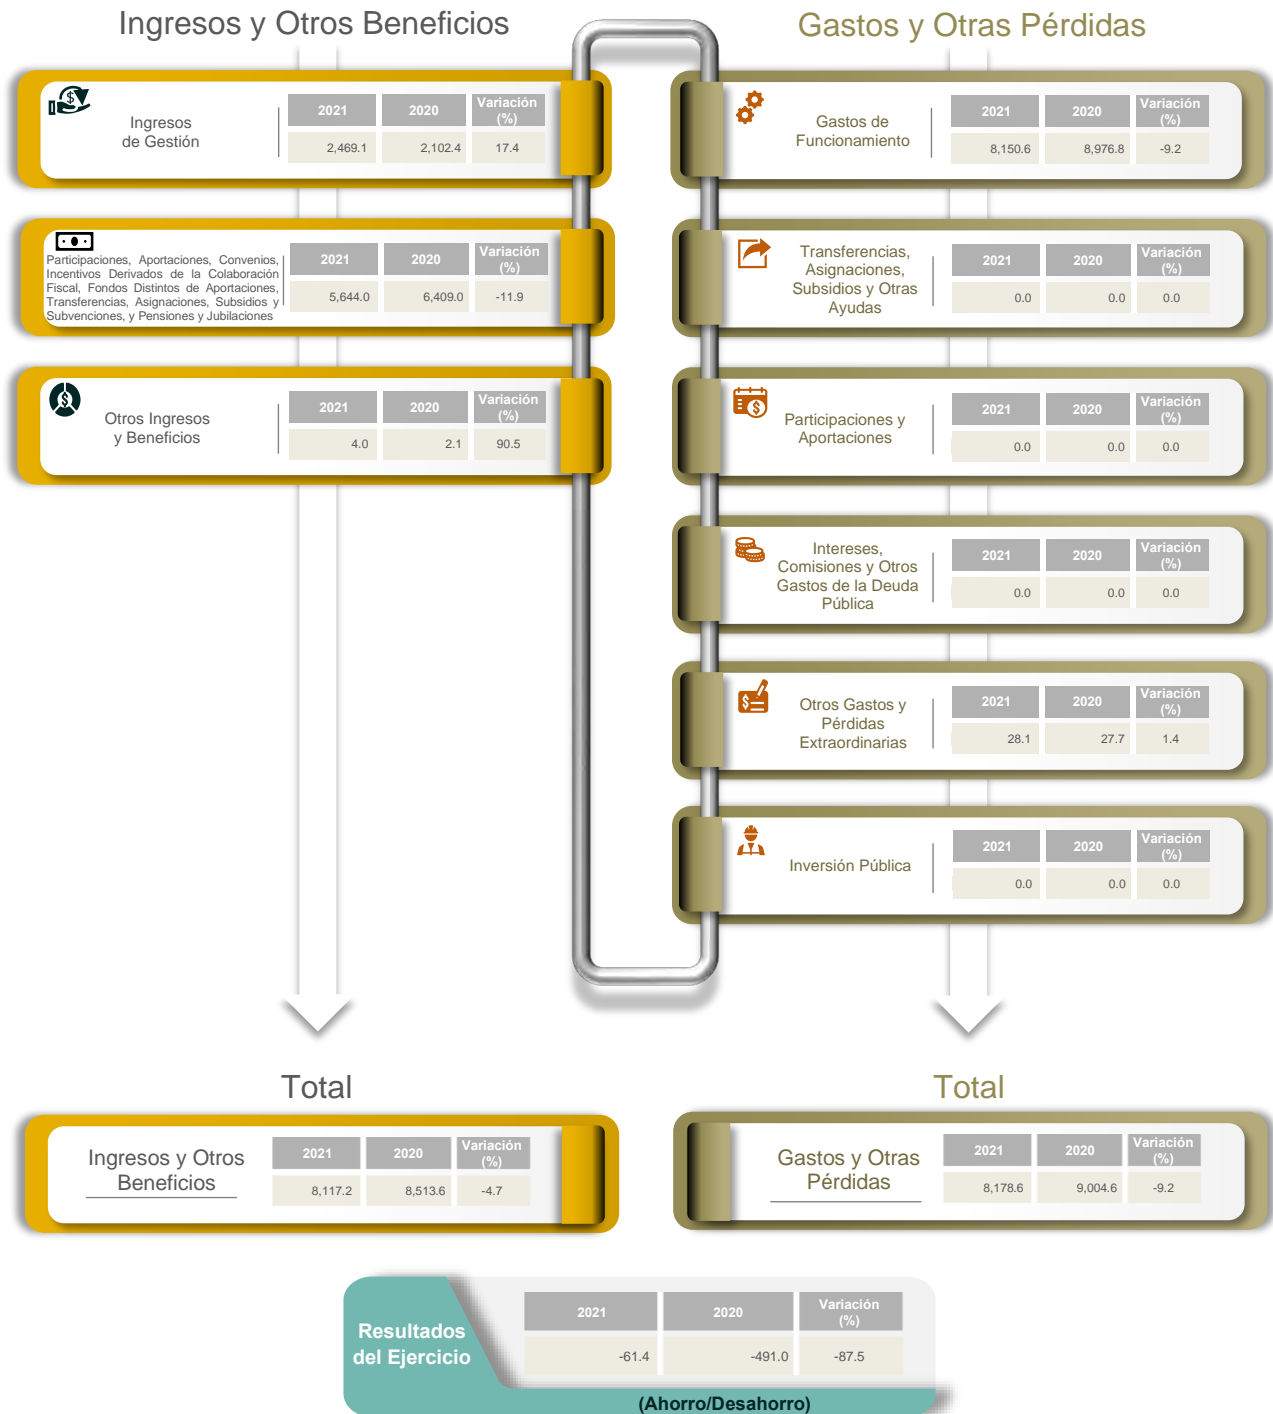 Ingresos y Otros Beneficios
Ingresos
de Gestión
2021 2020 Variación
(%)
2,469.1 2,102.4 17.4
Participaciones, Aportaciones, Convenios,
Incentivos Derivados de la Colaboración
Fiscal, Fondos Distintos de Aportaciones,
Transferencias, Asignaciones, Subsidios y
Subvenciones, y Pensiones y Jubilaciones
2021 2020 Variación
(%)
5,644.0 6,409.0 -11.9
Otros Ingresos
y Beneficios
2021 2020 Variación
(%)
4.0 2.1 90.5
Gastos y Otras Pérdidas
Gastos de
Funcionamiento
2021 2020 Variación
(%)
8,150.6 8,976.8 -9.2
Transferencias,
Asignaciones,
Subsidios y Otras
Ayudas
2021 2020 Variación
(%)
0.0 0.0 0.0
Participaciones y
Aportaciones
2021 2020 Variación
(%)
0.0 0.0 0.0
Intereses,
Comisiones y Otros
Gastos de la Deuda
Pública
2021 2020 Variación
(%)
0.0 0.0 0.0
Otros Gastos y
Pérdidas
Extraordinarias
2021 2020 Variación
(%)
28.1 27.7 1.4
Inversión Pública
2021 2020 Variación
(%)
0.0 0.0 0.0
Total
Ingresos y Otros
Beneficios
2021 2020 Variación
(%)
8,117.2 8,513.6 -4.7
Total
Gastos y Otras
Pérdidas
2021 2020 Variación
(%)
8,178.6 9,004.6 -9.2
Resultados
del Ejercicio
2021 2020 Variación
(%)
-61.4 -491.0 -87.5
(Ahorro/Desahorro)